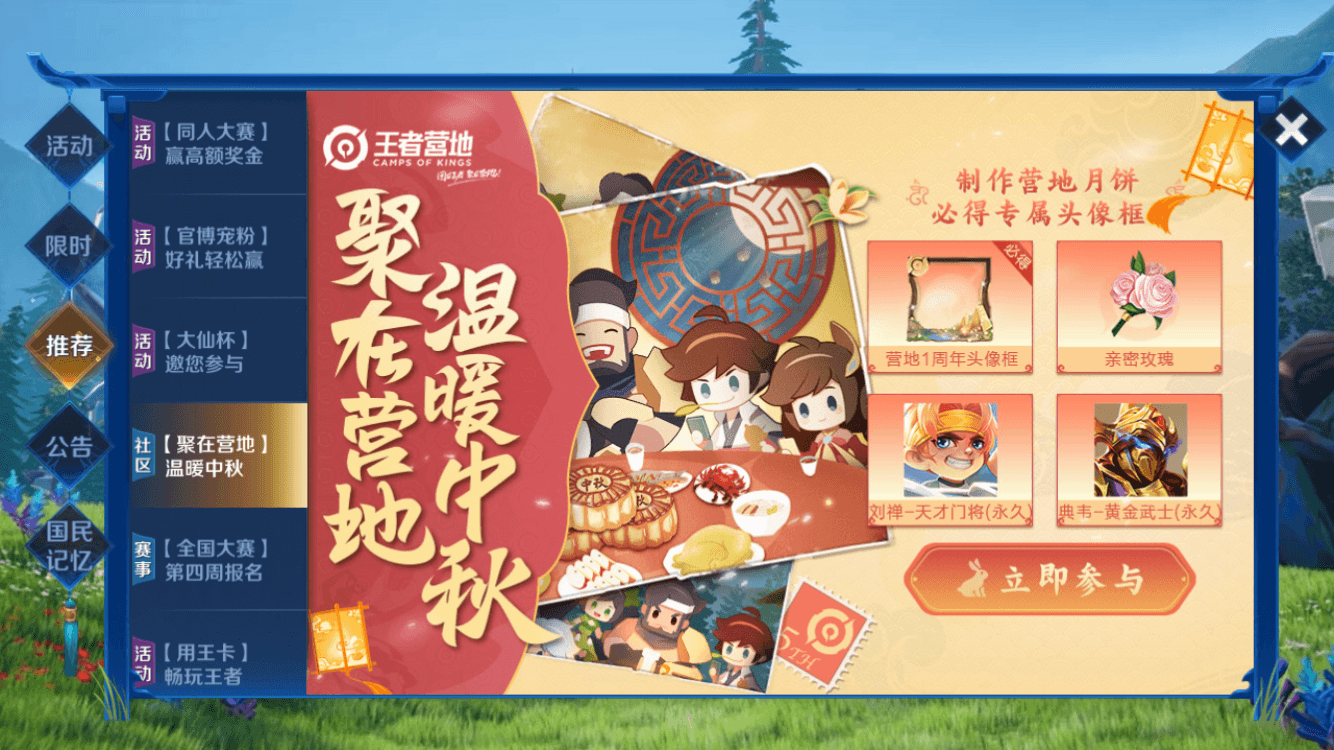 活动
限时
推荐
公告
国民
记忆
活动
【同人大赛】
赢高额奖金
活动
【官博宠粉】
好礼轻松赢
活动
【大仙杯】
邀您参与
社区
【聚在营地】
温暖中秋
赛事
【全国大赛】
第四周报名
活动
【用王卡】
畅玩王者
王者营地
CAMPS OF KINGS
聚在营地
温暖中秋
中秋
秋
5TH
制作营地月饼
必得专属头像框
必得
营地1周年头像框
亲密玫瑰
刘禅-天才门将(永久)
典韦-黄金武士(永久)
立即参与